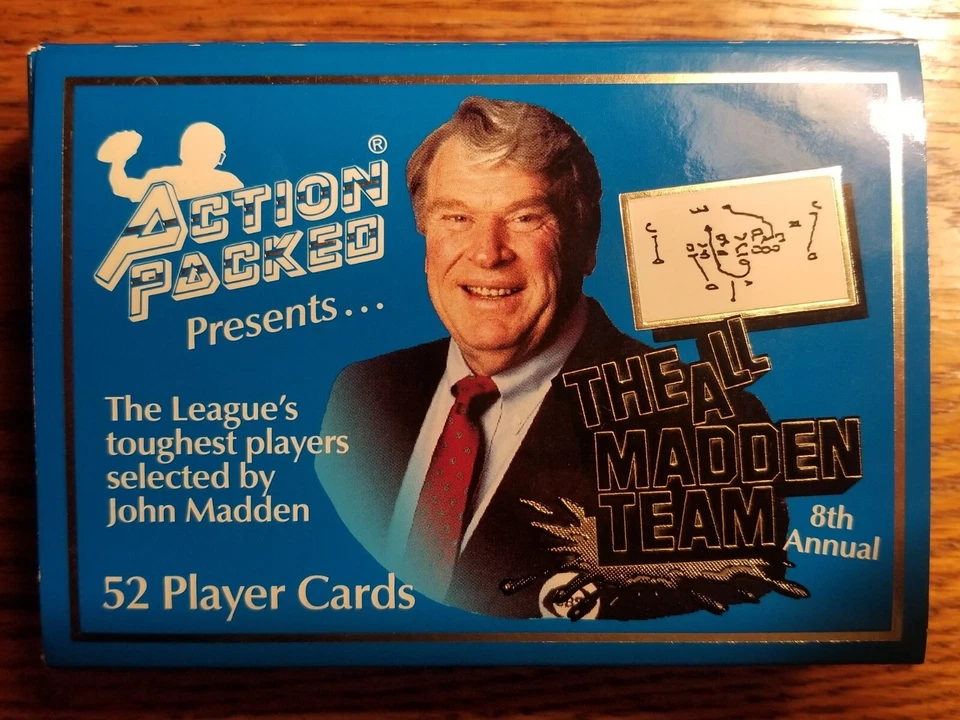 ACTION
PACKED®
Presents...
The League's
toughest players
selected by
John Madden
52 Player Cards
THE ALL
MADDEN
TEAM
8th
Annual